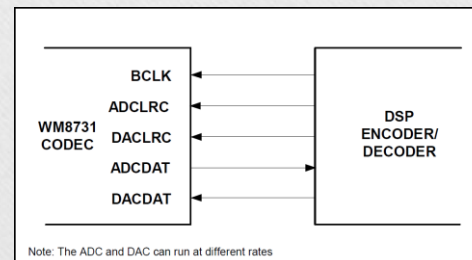 BCLK
ADCLRC
WM8731
CODEC
DACLRC
ADCDAT
DACDAT
DSP
ENCODER/
DECODER
Note: The ADC and DAC can run at different rates